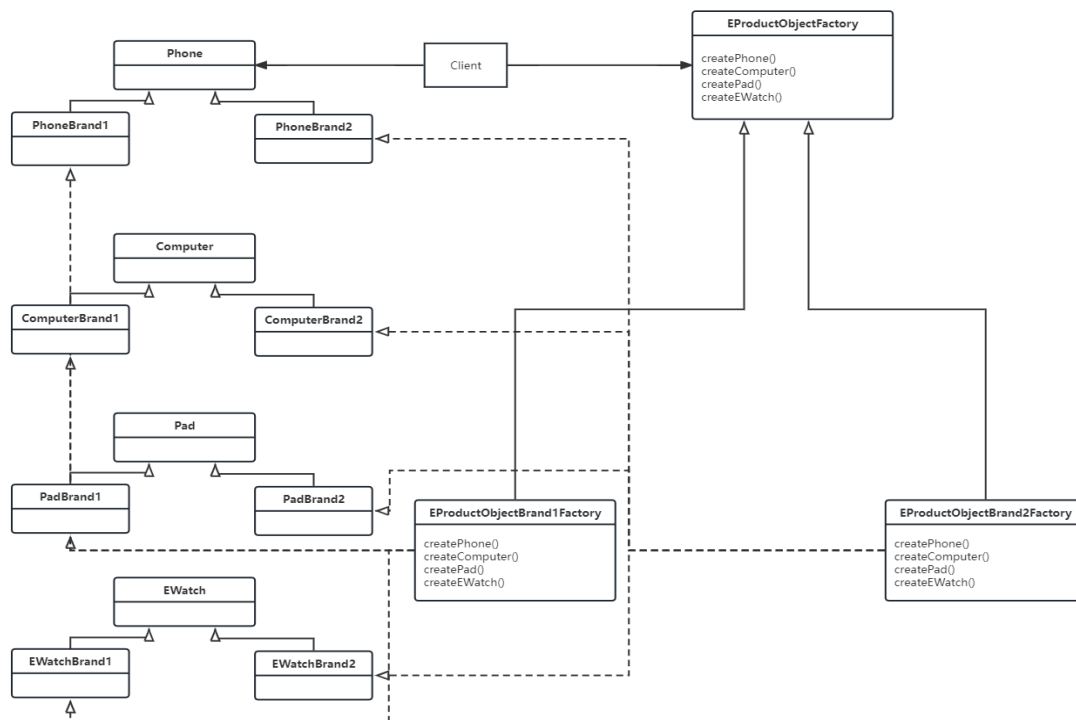 EProductObjectFactory
createPhone()
createComputer()
createPad()
createEWatch()
Phone
Client
PhoneBrand1
PhoneBrand2
Computer
ComputerBrand1
ComputerBrand2
Pad
PadBrand1
PadBrand2
EProductObjectBrand1Factory
createPhone()
createComputer()
createPad()
createEWatch()
EProductObjectBrand2Factory
createPhone()
createComputer()
createPad()
createEWatch()
EWatch
EWatchBrand1
EWatchBrand2